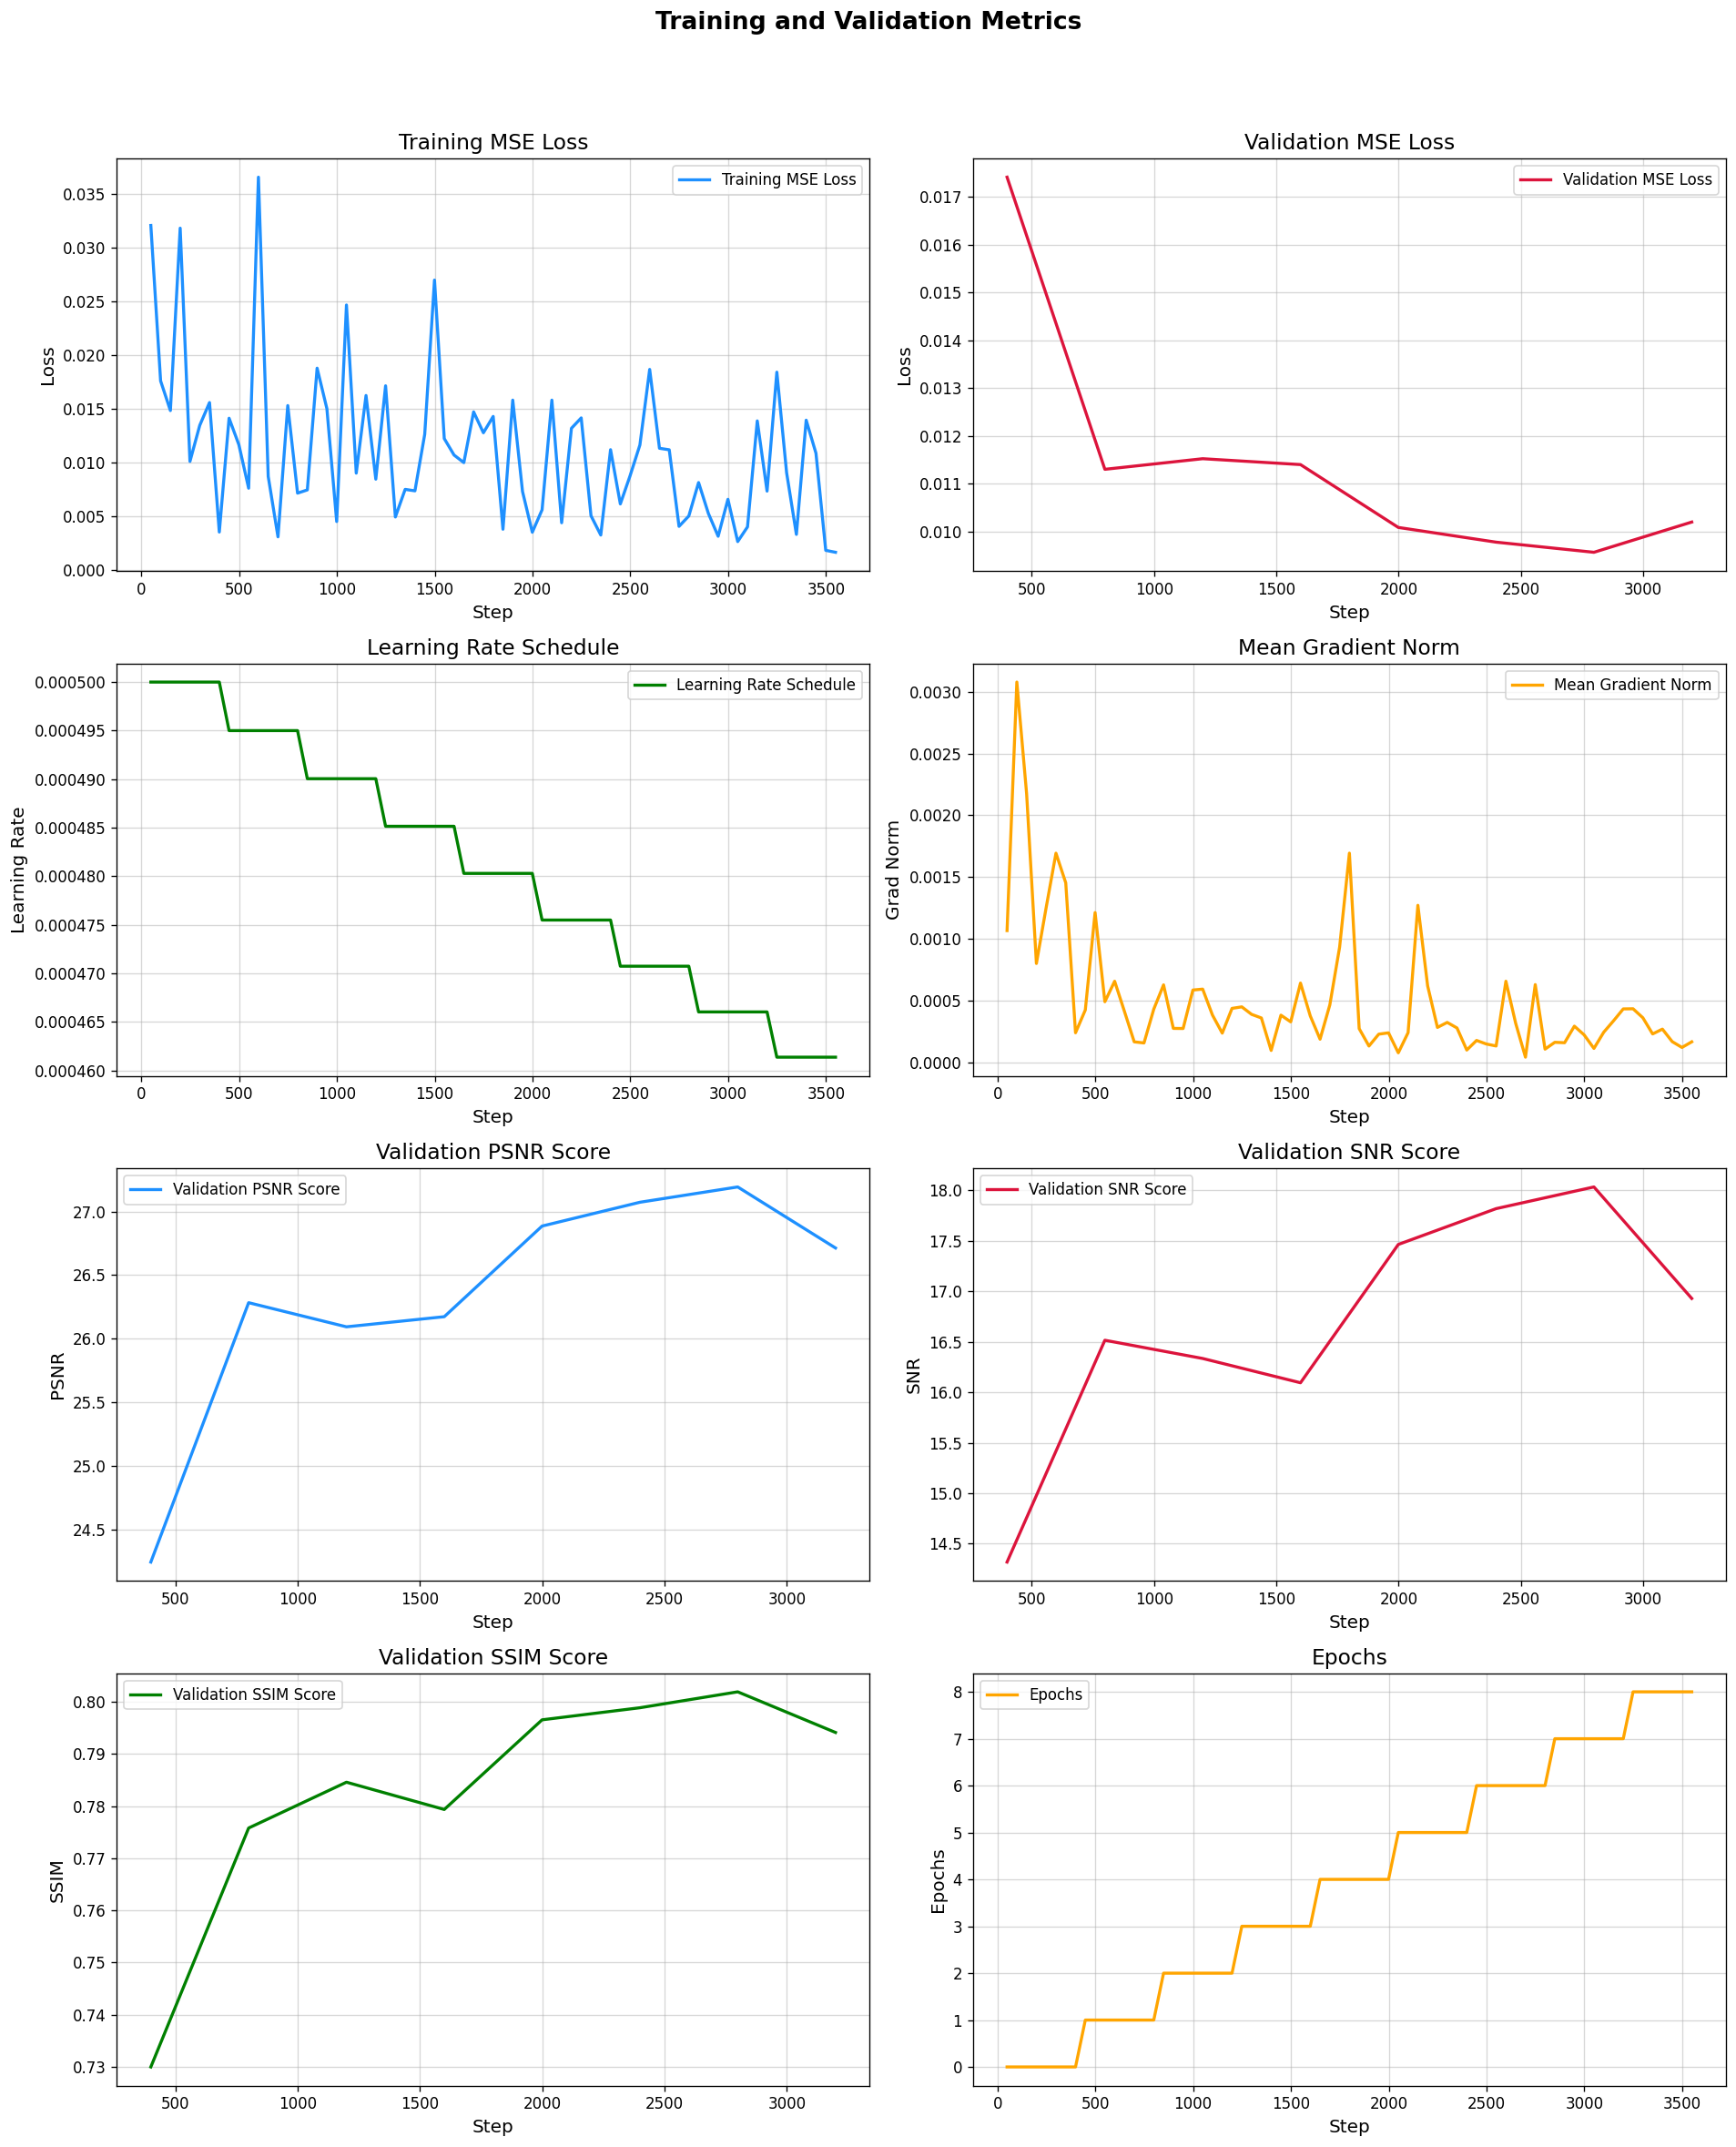 Training and Validation Metrics
Training MSE Loss
Training MSE Loss
Loss
0.035
0.030
0.025
0.020
0.015
0.010
0.005
0.000
0 500 1000 1500 2000 2500 3000 3500
Step
Validation MSE Loss
Validation MSE Loss
Loss
0.017
0.016
0.015
0.014
0.013
0.012
0.011
0.010
500 1000 1500 2000 2500 3000
Step
Learning Rate Schedule
Learning Rate Schedule
Learning Rate
0.000500
0.000495
0.000490
0.000485
0.000480
0.000475
0.000470
0.000465
0.000460
0 500 1000 1500 2000 2500 3000 3500
Step
Mean Gradient Norm
Mean Gradient Norm
Grad Norm
0.0030
0.0025
0.0020
0.0015
0.0010
0.0005
0.0000
0 500 1000 1500 2000 2500 3000 3500
Step
Validation PSNR Score
Validation PSNR Score
PSNR
27.0
26.5
26.0
25.5
25.0
24.5
500 1000 1500 2000 2500 3000
Step
Validation SNR Score
Validation SNR Score
SNR
18.0
17.5
17.0
16.5
16.0
15.5
15.0
14.5
500 1000 1500 2000 2500 3000
Step
Validation SSIM Score
Validation SSIM Score
SSIM
0.80
0.79
0.78
0.77
0.76
0.75
0.74
0.73
500 1000 1500 2000 2500 3000
Step
Epochs
Epochs
Epochs
8
7
6
5
4
3
2
1
0
0 500 1000 1500 2000 2500 3000 3500
Step